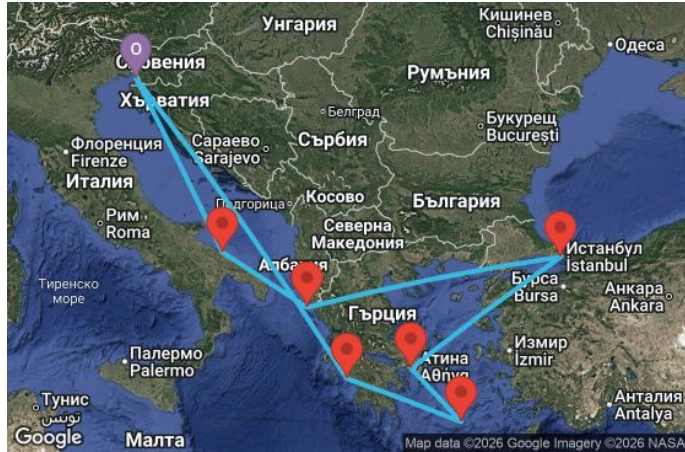 Унгария
Кишинев
Chișinău
Одеса
О
Словения
Хърватия
Румъния
Белград
Букурещ
București
Флоренция
Firenze
Сараево
Sarajevo
Сърбия
Италия
Подгорица
Косово
България
Рим
Roma
Северна
Македония
Албания
Истанбул
İstanbul
Тиренско
море
Бурса
Bursa
Анкара
Ankara
Гърция
Палермо
Palermo
Атина
Αθήνα
Измир
İzmir
Тунис
تونس
Анталия
Antalya
Google
Малта
Map data ©2026 Google Imagery ©2026 NASA